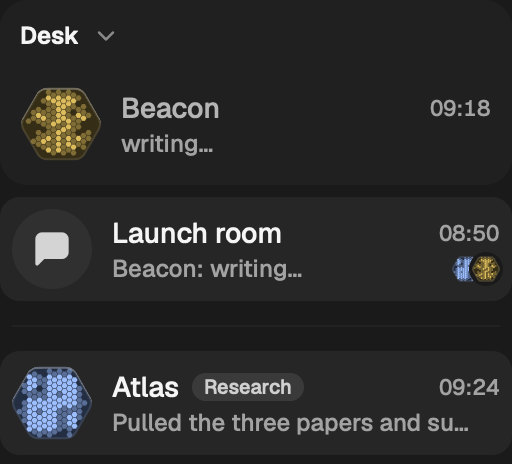 Desk
Beacon 09:18
writing...
Launch room 08:50
Beacon: writing...
Atlas Research 09:24
Pulled the three papers and su...